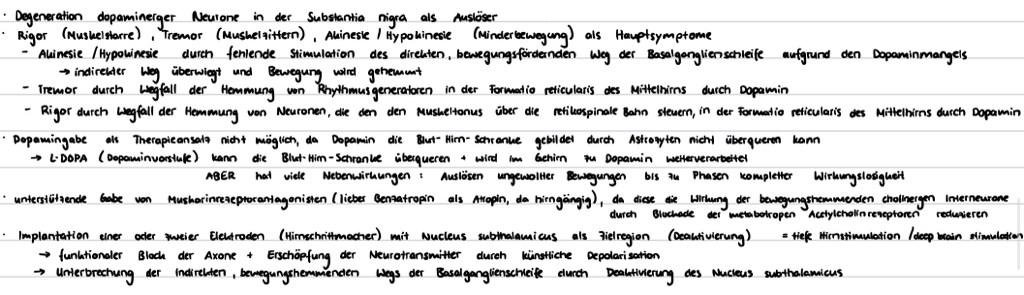 · Degeneration dopaminerger Neurone in der Substantia nigra als Auslöser
· Rigor (Muskelstarre), Tremor (Muskelzittern), Akinesie / Hypokinesie (Minderbewegung) als Hauptsymptome
– Akinesie / Hypokinesie durch fehlende Stimulation des direkten, bewegungsfördernden Weg der Basalganglienschleife aufgrund den Dopaminmangels
→ indirekter Weg überwiegt und Bewegung wird gehemmt
– Tremor durch Wegfall der Hemmung von Rhythmusgeneratoren in der Formatio reticularis des Mittelhirns durch Dopamin
– Rigor durch Wegfall der Hemmung von Neuronen, die den den Muskeltonus über die retikospinale Bahn steuern, in der Formatio reticularis des Mittelhirns durch Dopamin
· Dopamingabe als Therapieansatz nicht möglich, da Dopamin die Blut-Hirn-Schranke gebildet durch Astrozyten nicht überqueren kann
→ L-DOPA (Dopaminvorstufe) kann die Blut-Hirn-Schranke überqueren + wird im Gehirn zu Dopamin weiterverarbeitet
ABER hat viele Nebenwirkungen: Auslösen ungewollter Bewegungen bis zu Phasen kompletter Wirkungslosigkeit
· unterstützende Gabe von Muskarinrezeptorantagonisten (lieber Benzatropin als Atropin, da hirngängig), da diese die Wirkung der bewegungshemmenden cholinergen Interneurone
durch Blockade der metabotropen Acetylcholinrezeptoren reduzieren
· Implantation einer oder zweier Elektroden (Hirnschrittmacher) mit Nucleus subthalamicus als Zielregion (Deaktivierung) = tiefe Hirnstimulation / deep brain stimulation
→ funktionaler Block der Axone + Erschöpfung der Neurotransmitter durch künstliche Depolarisation
→ Unterbrechung der indirekten, bewegungshemmenden Wegs der Basalganglienschleife durch Deaktivierung des Nucleus subthalamicus